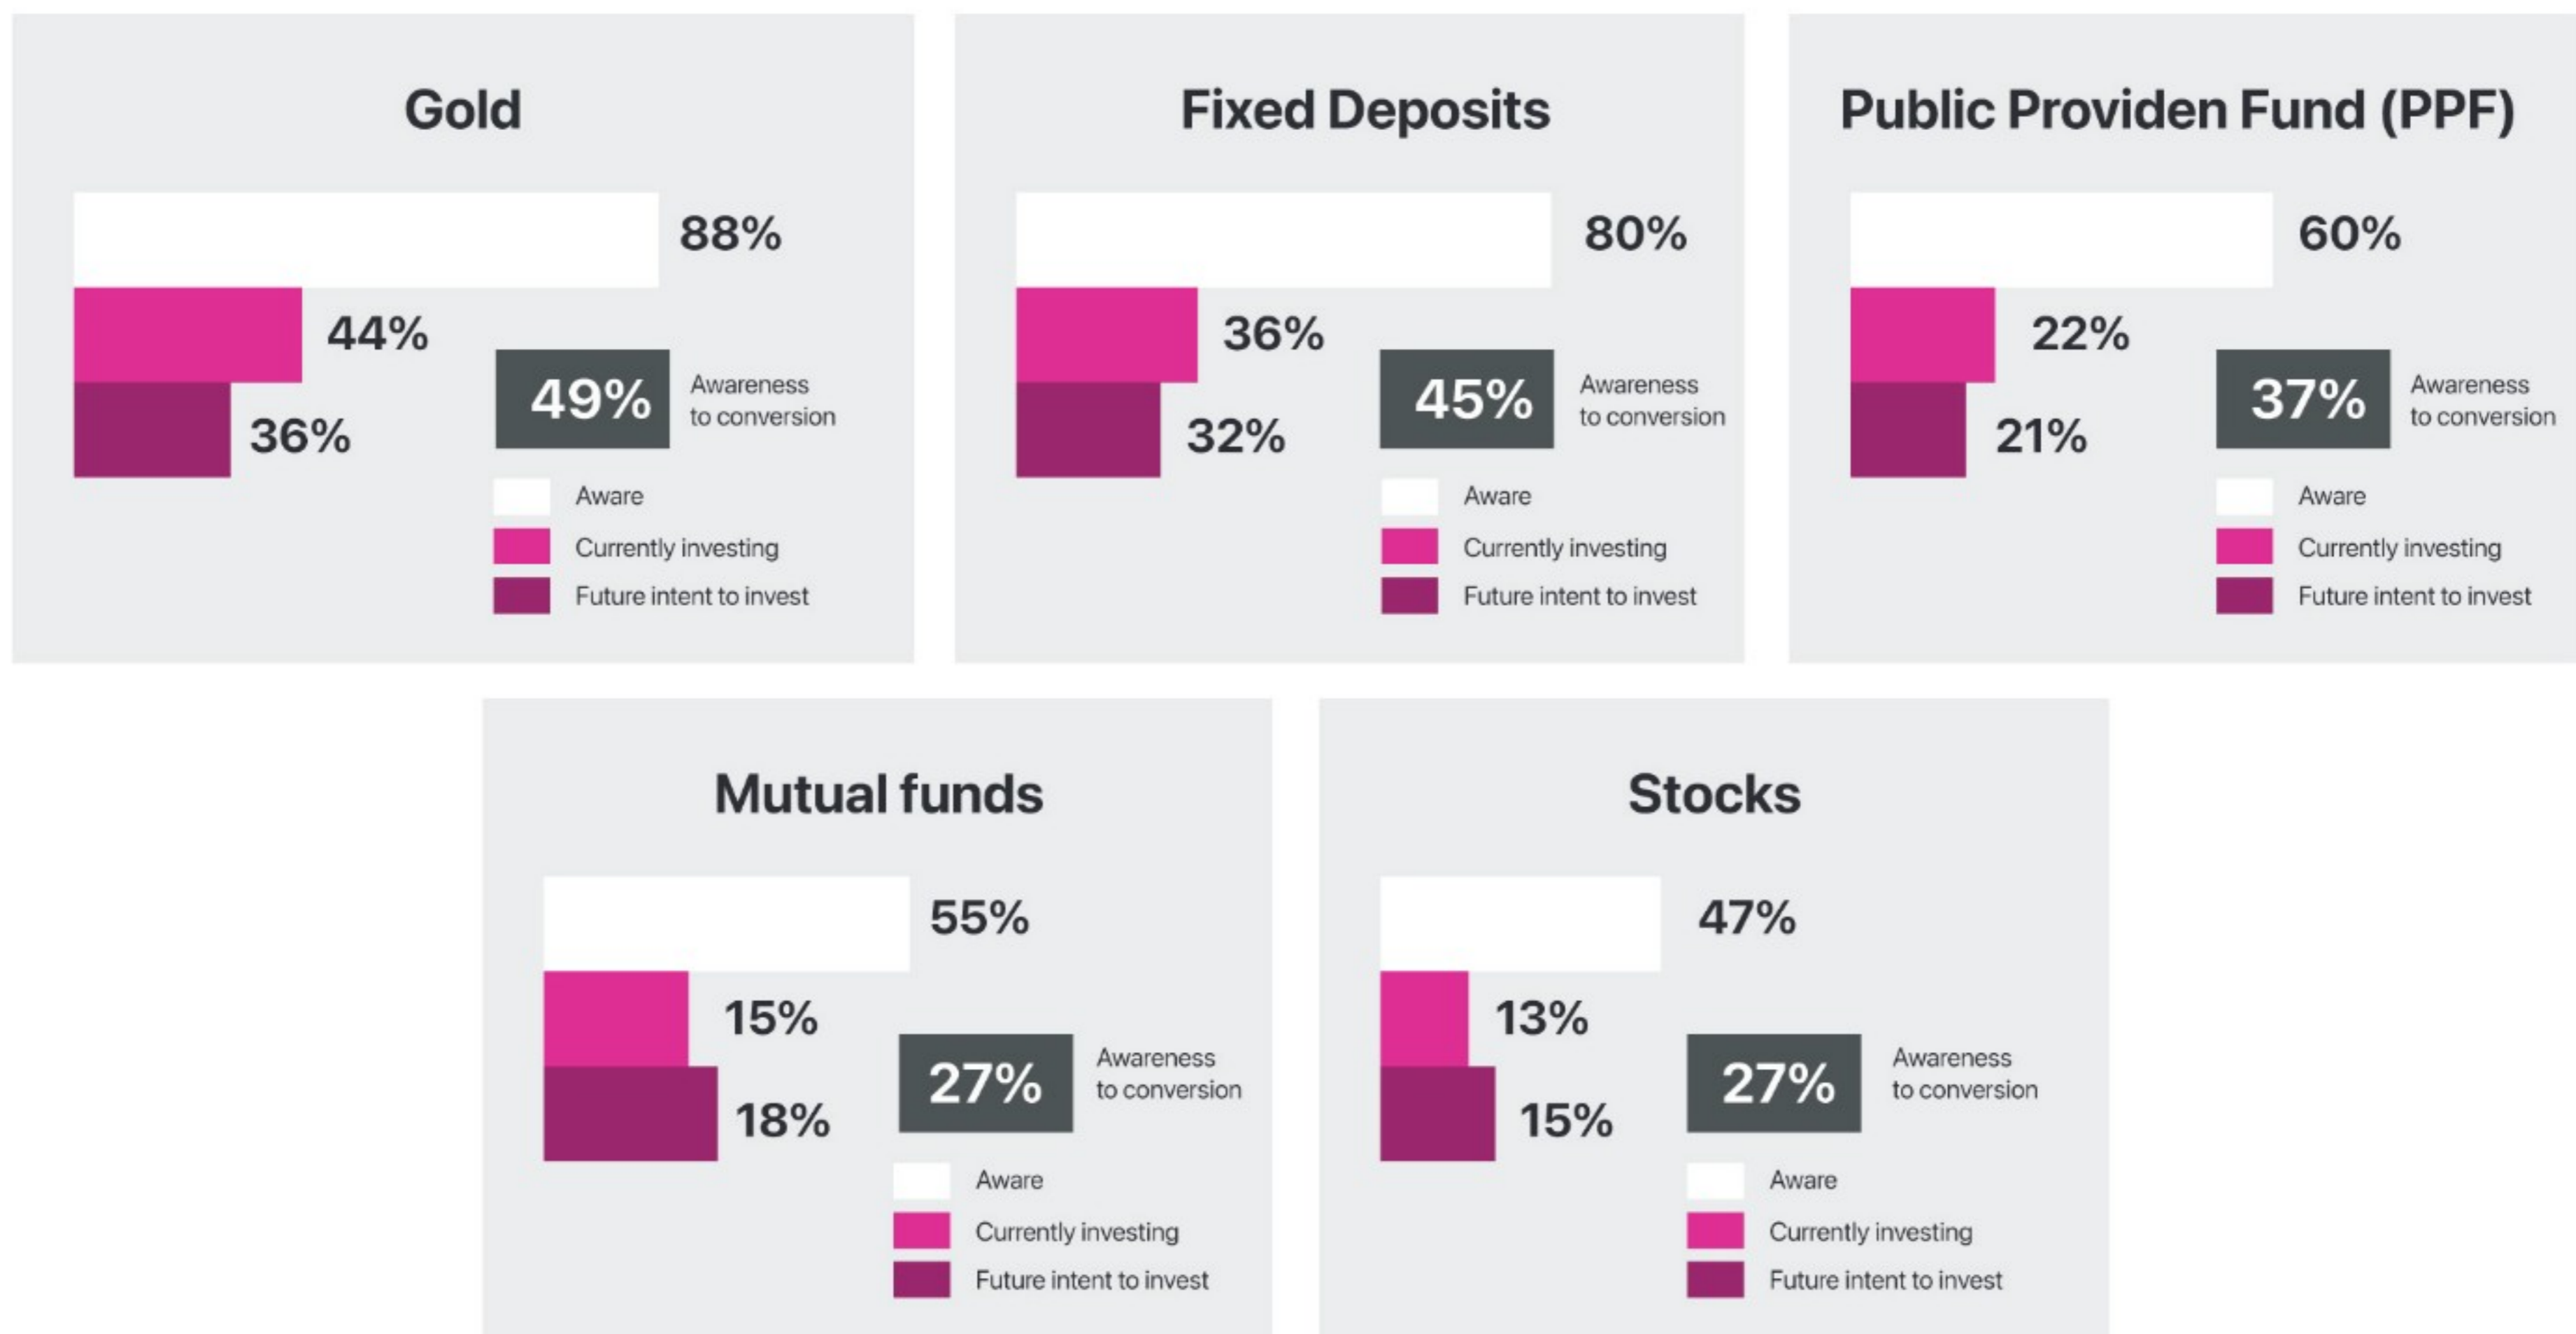 Gold
88%
44%
36%
49%
Awareness
to conversion
Aware
Currently investing
Future intent to invest
Fixed Deposits
80%
36%
32%
45%
Awareness
to conversion
Aware
Currently investing
Future intent to invest
Public Providen Fund (PPF)
60%
22%
21%
37%
Awareness
to conversion
Aware
Currently investing
Future intent to invest
Mutual funds
55%
15%
18%
27%
Awareness
to conversion
Aware
Currently investing
Future intent to invest
Stocks
47%
13%
15%
27%
Awareness
to conversion
Aware
Currently investing
Future intent to invest